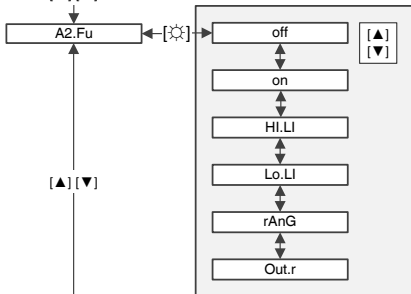 A2.Fu
[☼]
off
[▲]
[▼]
on
HI.LI
Lo.LI
[▲] [▼]
rAnG
Out.r